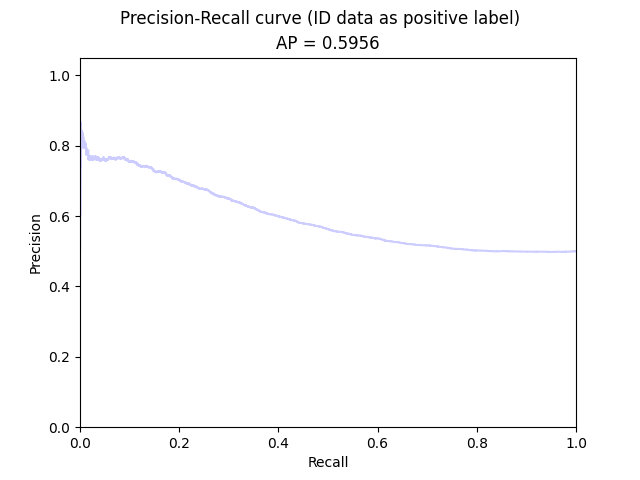 Precision-Recall curve (ID data as positive label)
AP = 0.5956
1.0
0.8
0.6
0.4
0.2
0.0
Precision
0.0 0.2 0.4 0.6 0.8 1.0
Recall